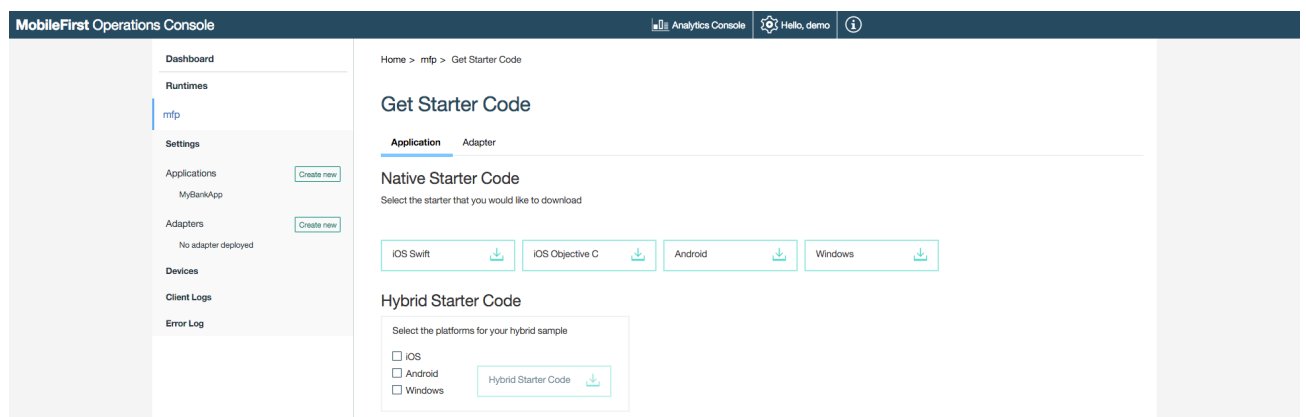 MobileFirst Operations Console
Analytics Console
Hello, demo
Dashboard
Runtimes
mfp
Settings
Applications
Create new
MyBankApp
Adapters
Create new
No adapter deployed
Devices
Client Logs
Error Log
Home > mfp > Get Starter Code
Get Starter Code
Application Adapter
Native Starter Code
Select the starter that you would like to download
iOS Swift
iOS Objective C
Android
Windows
Hybrid Starter Code
Select the platforms for your hybrid sample
iOS
Android
Windows
Hybrid Starter Code